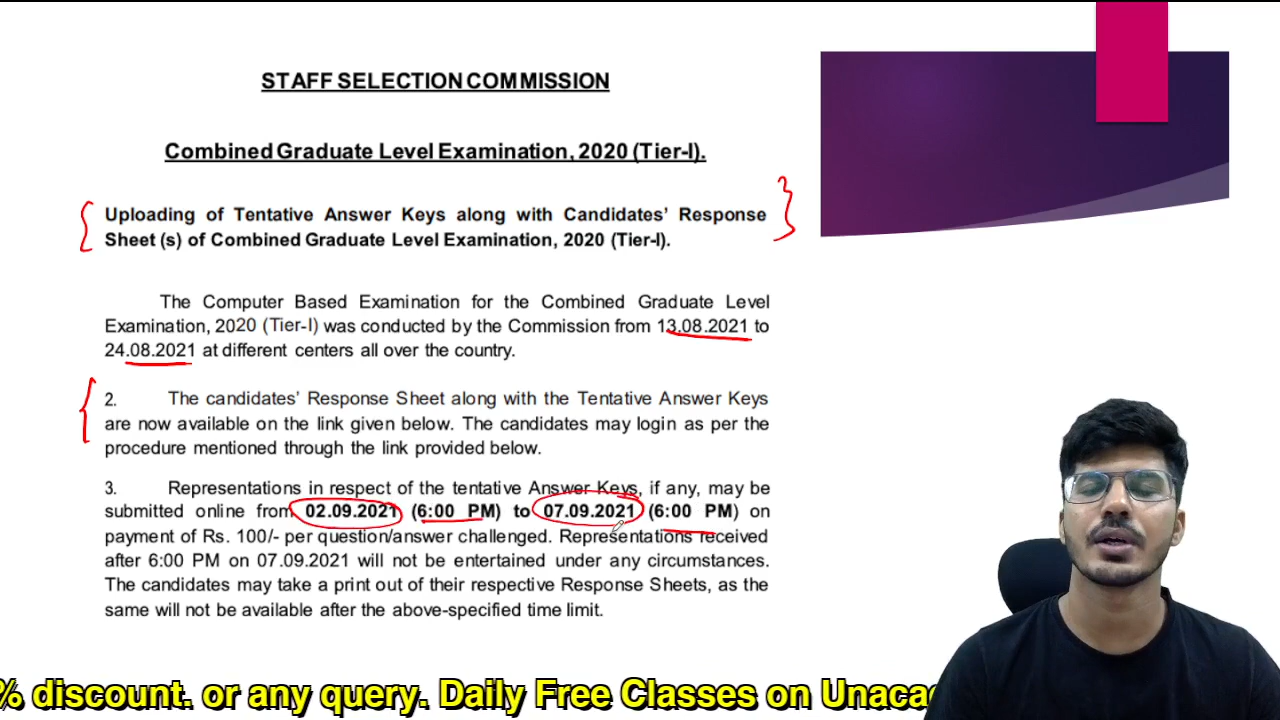 STAFF SELECTION COMMISSION
Combined Graduate Level Examination, 2020 (Tier-I).
Uploading of Tentative Answer Keys along with Candidates' Response
Sheet (s) of Combined Graduate Level Examination, 2020 (Tier-I).
The Computer Based Examination for the Combined Graduate Level
Examination, 2020 (Tier-I) was conducted by the Commission from 13.08.2021 to
24.08.2021 at different centers all over the country.
2. The candidates' Response Sheet along with the Tentative Answer Keys
are now available on the link given below. The candidates may login as per the
procedure mentioned through the link provided below.
3. Representations in respect of the tentative Answer Keys, if any, may be
submitted online from 02.09.2021 (6:00 PM) to 07.09.2021 (6:00 PM) on
payment of Rs. 100/- per question/answer challenged. Representations received
after 6:00 PM on 07.09.2021 will not be entertained under any circumstances.
The candidates may take a print out of their respective Response Sheets, as the
same will not be available after the above-specified time limit.
% discount. or any query. Daily Free Classes on Unaca